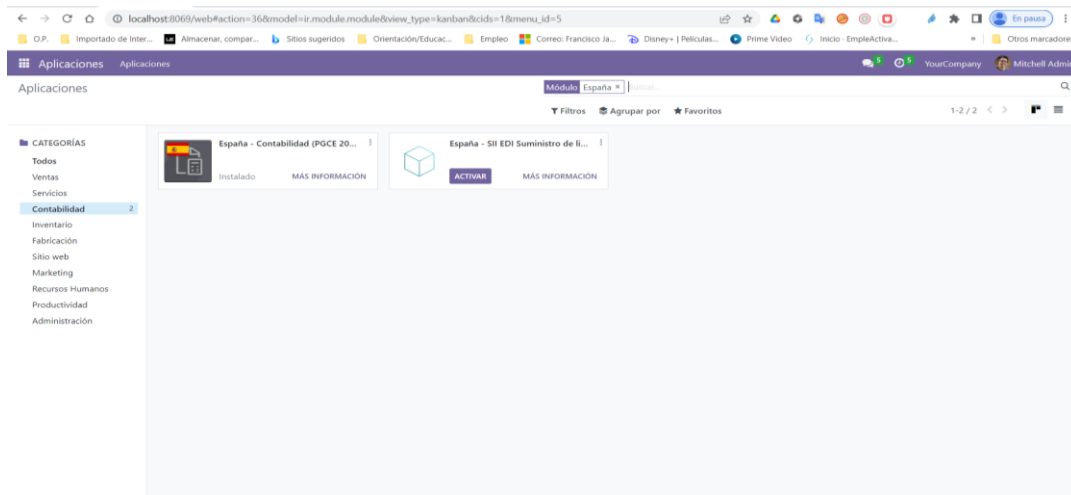 localhost:8069/web#action=36&model=ir.module.module&view_type=kanban&cids=1&menu_id=5 En pausa
O.P. Importado de Inter... Almacenar, compar... Sitios sugeridos Orientación/Educac... Empleo Correo: Francisco Ja... Disney+ | Películas... Prime Video Inicio - EmpleActiva... » Otros marcadore
Aplicaciones Aplicaciones 5 5 YourCompany Mitchell Admi
Aplicaciones Módulo España × Buscar...
Filtros Agrupar por Favoritos 1-2 / 2
CATEGORÍAS
Todos
Ventas
Servicios
Contabilidad 2
Inventario
Fabricación
Sitio web
Marketing
Recursos Humanos
Productividad
Administración
España - Contabilidad (PGCE 20...
Instalado MÁS INFORMACIÓN
España - SII EDI Suministro de li...
ACTIVAR MÁS INFORMACIÓN